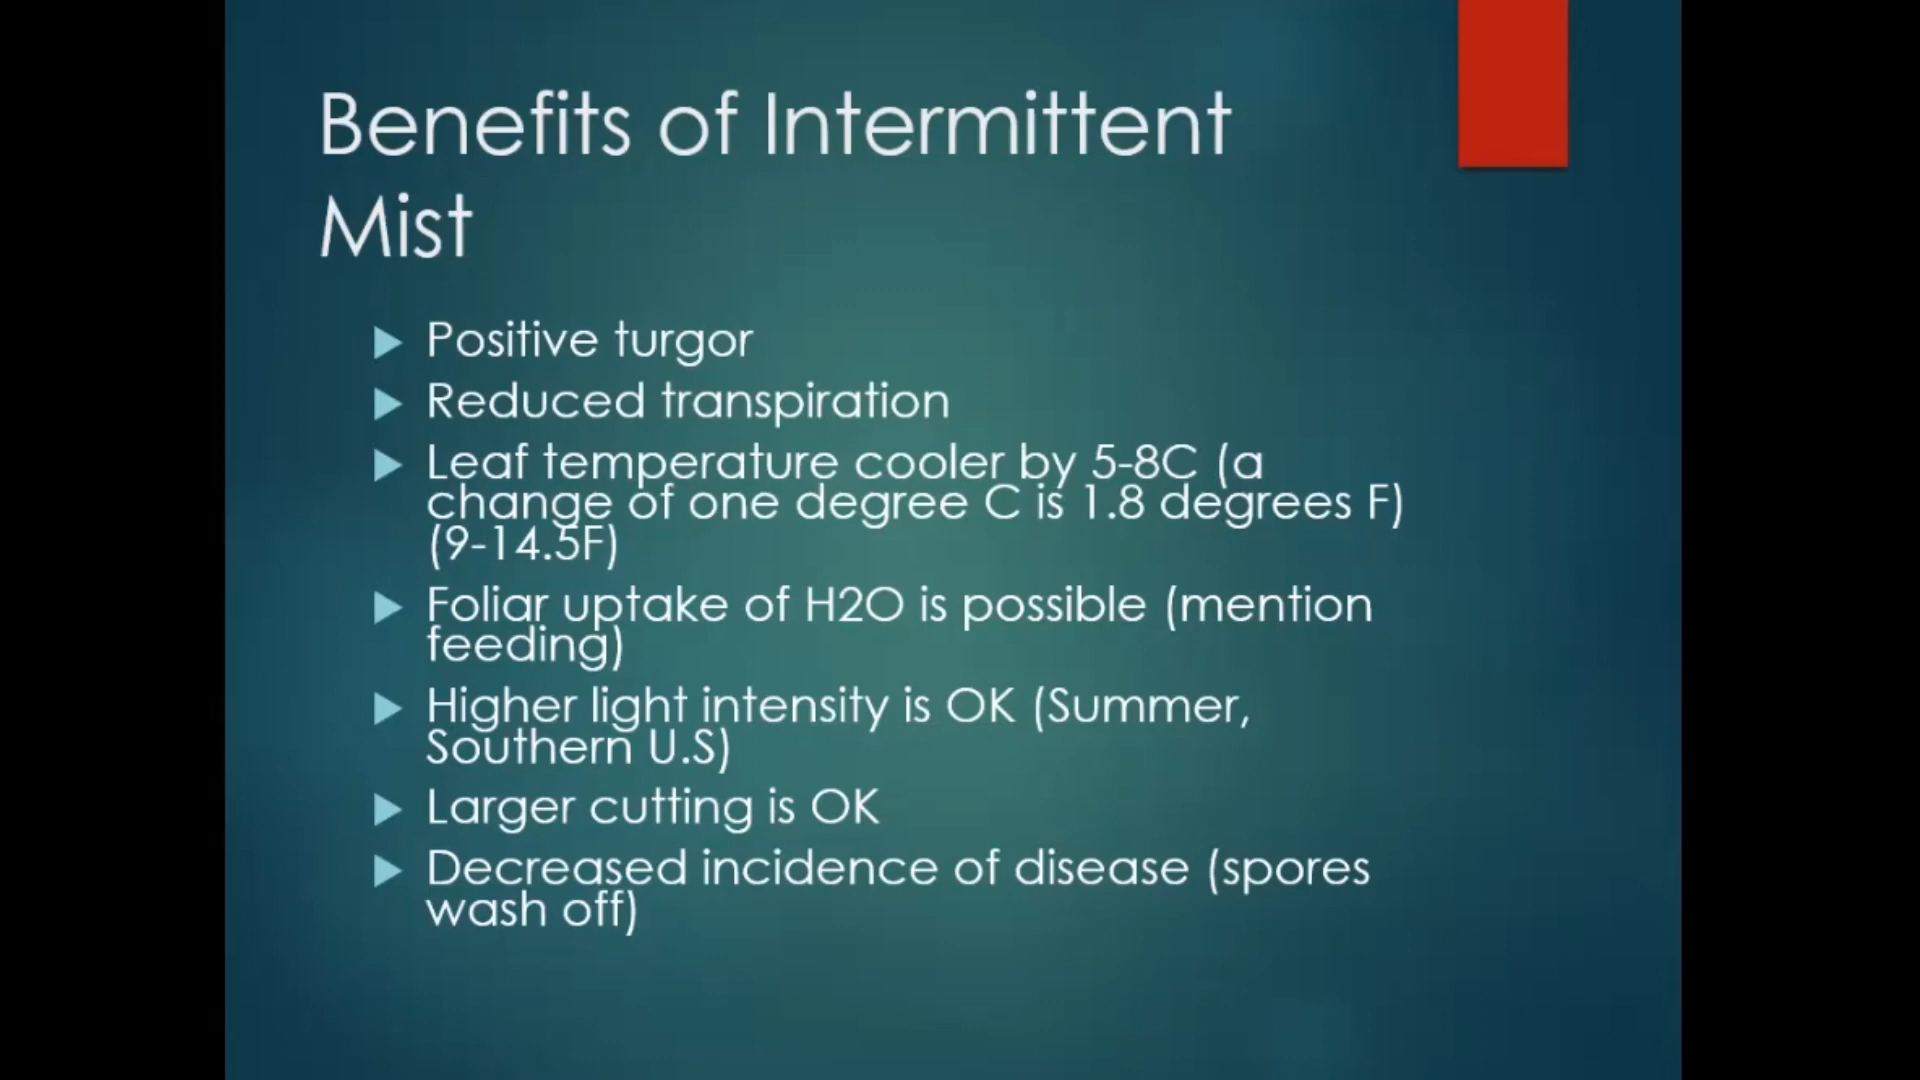 Benefits of Intermittent
Mist
Positive turgor
Reduced transpiration
Leaf temperature cooler by 5-8C (a
change of one degree C is 1.8 degrees F)
(9-14.5F)
Foliar uptake of H2O is possible (mention
feeding)
Higher light intensity is OK (Summer,
Southern U.S)
Larger cutting is OK
Decreased incidence of disease (spores
wash off)